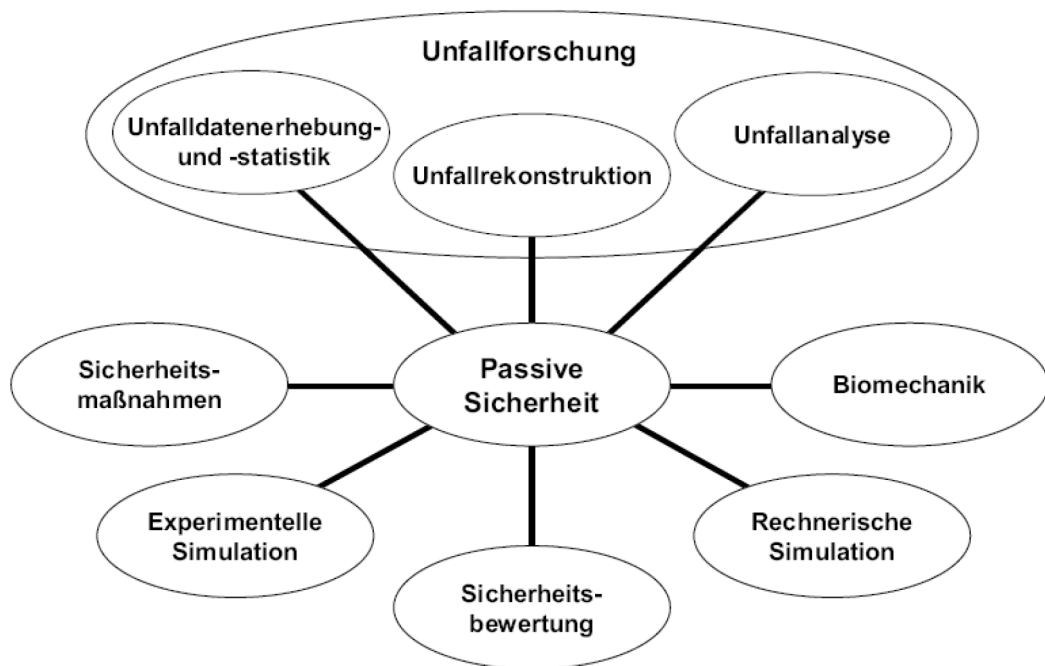 Unfallforschung
Unfalldatenerhebung-
und -statistik
Unfallrekonstruktion
Unfallanalyse
Sicherheits-
maßnahmen
Passive
Sicherheit
Biomechanik
Experimentelle
Simulation
Sicherheits-
bewertung
Rechnerische
Simulation